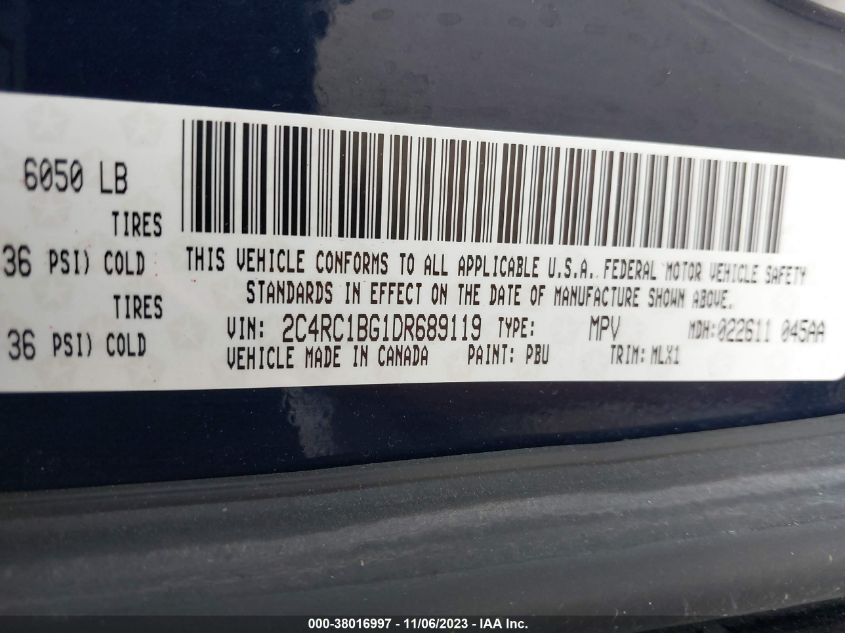 6050 LB
TIRES
36 PSI) COLD
TIRES
36 PSI) COLD
THIS VEHICLE CONFORMS TO ALL APPLICABLE U.S.A. FEDERAL MOTOR VEHICLE SAFETY
STANDARDS IN EFFECT ON THE DATE OF MANUFACTURE SHOWN ABOVE.
VIN: 2C4RC1BG1DR689119 TYPE: MPV MDH:022611 045AA
VEHICLE MADE IN CANADA PAINT: PBU TRIM: MLX1
000-38016997 - 11/06/2023 - IAA Inc.